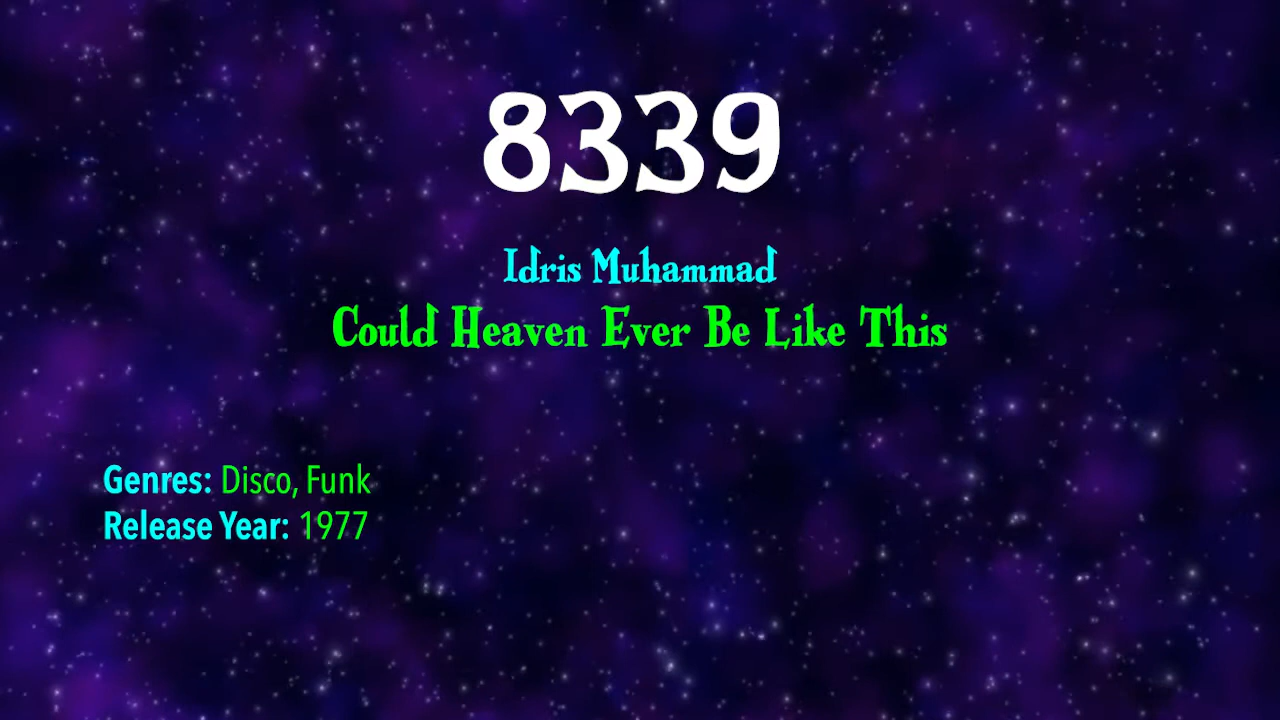 8339
Idris Muhammad
Could Heaven Ever Be Like This
Genres: Disco, Funk
Release Year: 1977